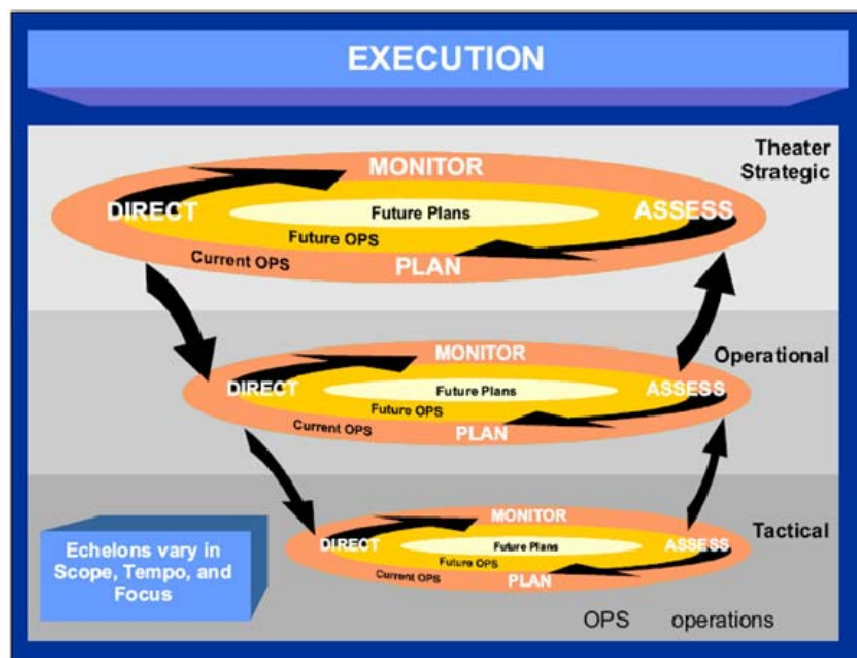 EXECUTION
Theater
Strategic
MONITOR
DIRECT
Future Plans
ASSESS
Future OPS
Current OPS
PLAN
Operational
MONITOR
DIRECT
Future Plans
ASSESS
Future OPS
Current OPS
PLAN
Tactical
MONITOR
DIRECT
Future Plans
ASSESS
Future OPS
Current OPS
PLAN
Echelons vary in
Scope, Tempo, and
Focus
OPS operations